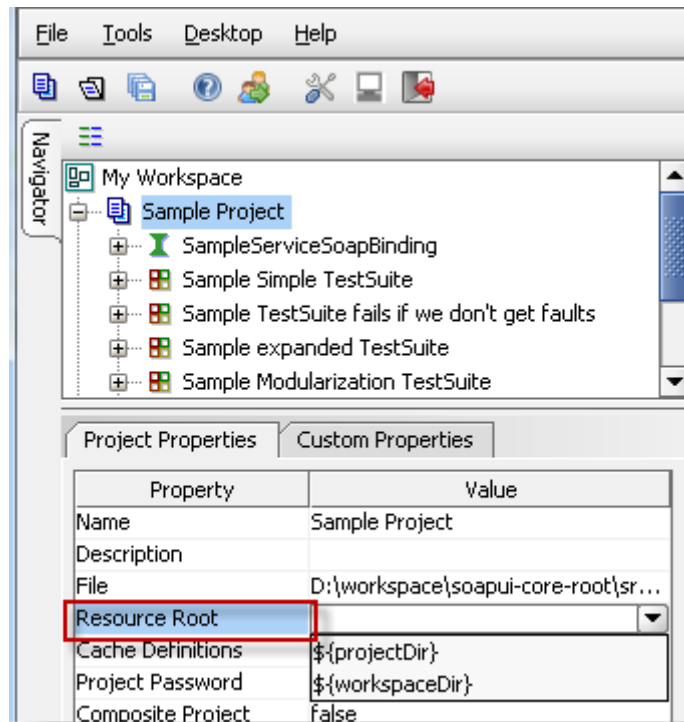 File Tools Desktop Help
Navigator
My Workspace
Sample Project
SampleServiceSoapBinding
Sample Simple TestSuite
Sample TestSuite fails if we don't get faults
Sample expanded TestSuite
Sample Modularization TestSuite
Project Properties Custom Properties
Property Value
Name Sample Project
Description
File D:\workspace\soapui-core-root\sr...
Resource Root
Cache Definitions ${projectDir}
Project Password ${workspaceDir}
Composite Project false